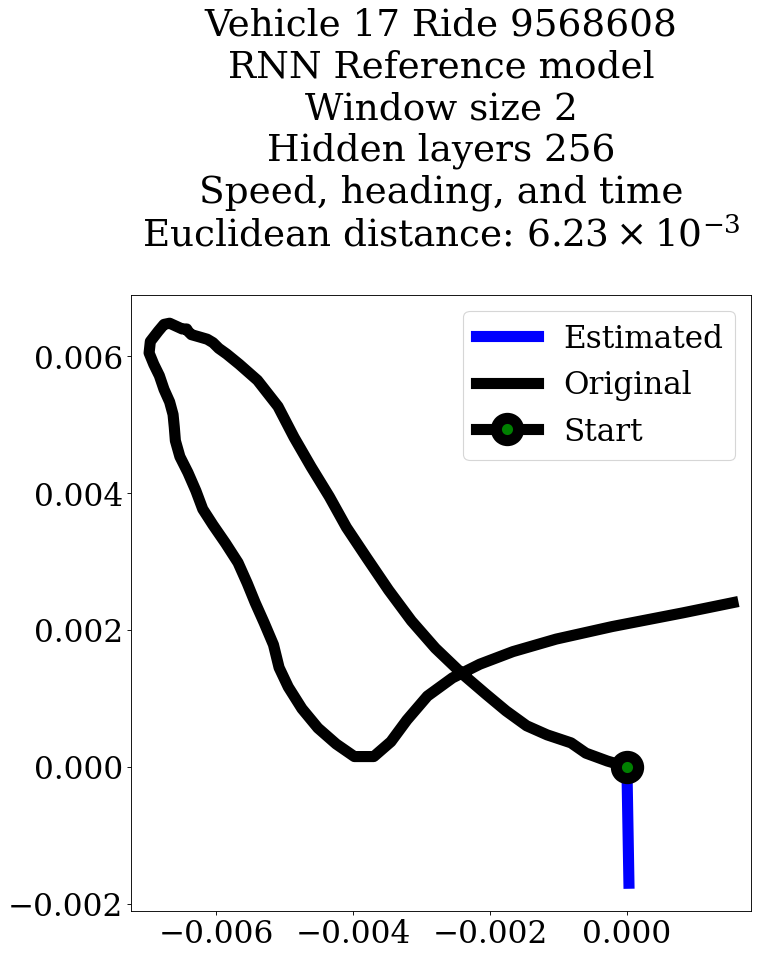 Vehicle 17 Ride 9568608
RNN Reference model
Window size 2
Hidden layers 256
Speed, heading, and time
Euclidean distance: 6.23 × 10⁻³
Estimated
Original
Start
0.006
0.004
0.002
0.000
−0.002
−0.006 −0.004 −0.002 0.000